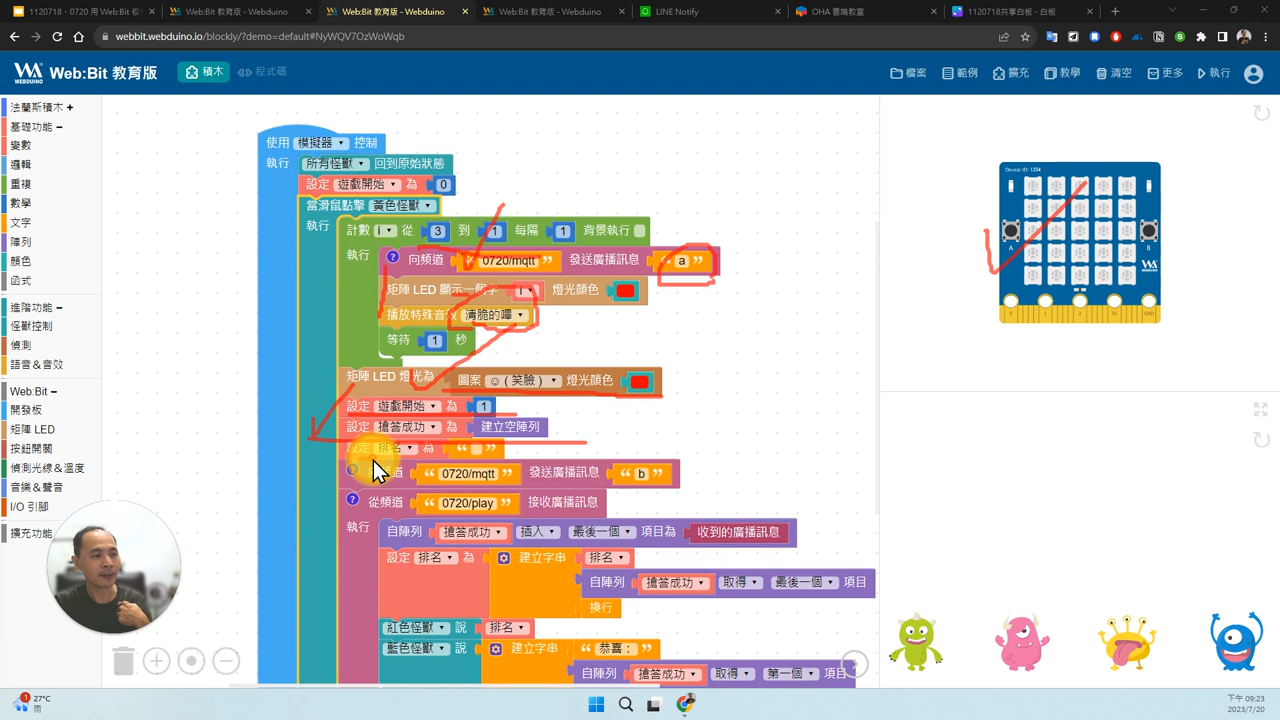 1120718 - 0720 用 Web:Bit 模
Web:Bit 教育版 - Webduino
Web:Bit 教育版 - Webduino
Web:Bit 教育版 - Webduino
LINE Notify
OHA 雲端教室
1120718共享白板 - 白板
webbit.webduino.io/blockly/?demo=default#NyWQV7OzWoWqb
WEBDUINO
Web:Bit 教育版
積木
程式碼
檔案
範例
擴充
教學
清空
更多
執行
法蘭斯積木
基礎功能
變數
邏輯
重複
數學
文字
陣列
顏色
函式
進階功能
怪獸控制
偵測
語音&音效
Web:Bit
開發板
矩陣 LED
按鈕開關
偵測光線&溫度
音樂&聲音
I/O 引腳
擴充功能
使用 模擬器 控制
執行 所有怪獸 回到原始狀態
設定 遊戲開始 為 0
當滑鼠點擊 黃色怪獸
執行 計數 i 從 3 到 1 每隔 1 背景執行
執行 ? 向頻道 “ 0720/mqtt ” 發送廣播訊息 “ a ”
矩陣 LED 顯示一個字 i 燈光顏色
播放特殊音效 清脆的嗶
等待 1 秒
矩陣 LED 燈光為 圖案 ☺ ( 笑臉 ) 燈光顏色
設定 遊戲開始 為 1
設定 搶答成功 為 建立空陣列
設定 排名 為 “ ”
“ 0720/mqtt ” 發送廣播訊息 “ b ”
? 從頻道 “ 0720/play ” 接收廣播訊息
執行 自陣列 搶答成功 插入 最後一個 項目為 收到的廣播訊息
設定 排名 為 建立字串 排名
自陣列 搶答成功 取得 最後一個 項目
換行
紅色怪獸 說 排名
藍色怪獸 說 建立字串 “ 恭喜： ”
自陣列 搶答成功 取得 第一個 項目
Device ID: 1234
A
B
WEBDUINO
1
27°C
雨
下午 09:23
2023/7/20